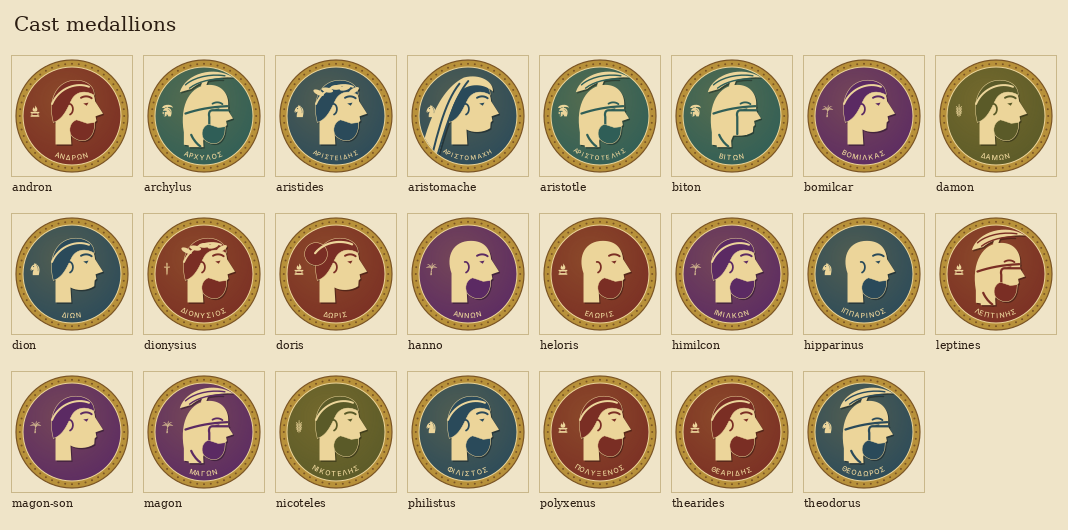 Cast medallions
ΑΝΔΡΩΝ
ΑΡΧΥΛΟΣ
ΑΡΙΣΤΕΙΔΗΣ
ΑΡΙΣΤΟΜΑΧΗ
ΑΡΙΣΤΟΤΕΛΗΣ
ΒΙΤΩΝ
ΒΟΜΙΛΚΑΣ
ΔΑΜΩΝ
andron
archylus
aristides
aristomache
aristotle
biton
bomilcar
damon
ΔΙΩΝ
ΔΙΟΝΥΣΙΟΣ
ΔΩΡΙΣ
ΑΝΝΩΝ
ΕΛΩΡΙΣ
ΙΜΙΛΚΩΝ
ΙΠΠΑΡΙΝΟΣ
ΛΕΠΤΙΝΗΣ
dion
dionysius
doris
hanno
heloris
himilcon
hipparinus
leptines
ΜΑΓΩΝ
ΝΙΚΟΤΕΛΗΣ
ΦΙΛΙΣΤΟΣ
ΠΟΛΥΞΕΝΟΣ
ΘΕΑΡΙΔΗΣ
ΘΕΟΔΩΡΟΣ
magon-son
magon
nicoteles
philistus
polyxenus
thearides
theodorus